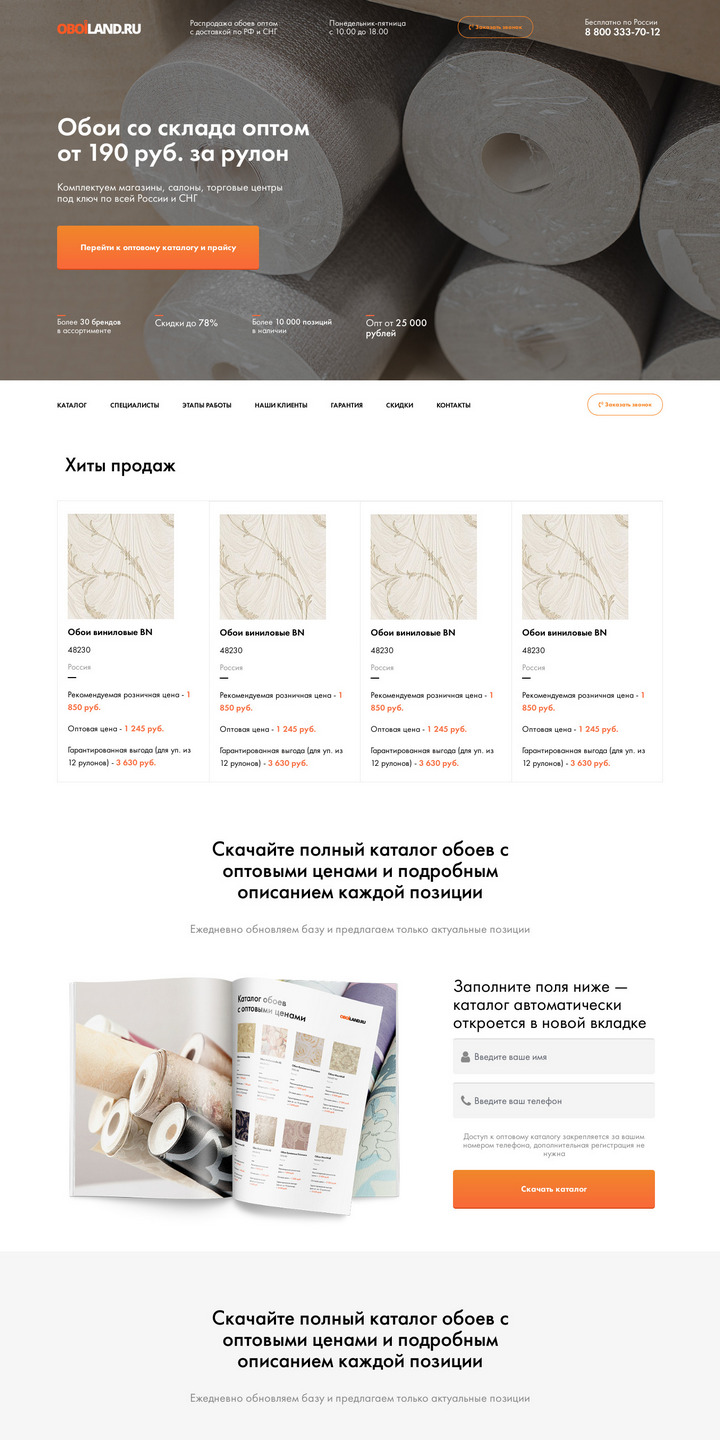 OBOILAND.RU
Распродажа обоев оптом
с доставкой по РФ и СНГ
Понедельник-пятница
с 10.00 до 18.00
Заказать звонок
Бесплатно по России
8 800 333-70-12
Обои со склада оптом
от 190 руб. за рулон
Комплектуем магазины, салоны, торговые центры
под ключ по всей России и СНГ
Перейти к оптовому каталогу и прайсу
Более 30 брендов
в ассортименте
Скидки до 78%
Более 10 000 позиций
в наличии
Опт от 25 000
рублей
КАТАЛОГ СПЕЦИАЛИСТЫ ЭТАПЫ РАБОТЫ НАШИ КЛИЕНТЫ ГАРАНТИЯ СКИДКИ КОНТАКТЫ
Заказать звонок
Хиты продаж
Обои виниловые BN
48230
Россия
Рекомендуемая розничная цена - 1
850 руб.
Оптовая цена - 1 245 руб.
Гарантированная выгода (для уп. из
12 рулонов) - 3 630 руб.
Обои виниловые BN
48230
Россия
Рекомендуемая розничная цена - 1
850 руб.
Оптовая цена - 1 245 руб.
Гарантированная выгода (для уп. из
12 рулонов) - 3 630 руб.
Обои виниловые BN
48230
Россия
Рекомендуемая розничная цена - 1
850 руб.
Оптовая цена - 1 245 руб.
Гарантированная выгода (для уп. из
12 рулонов) - 3 630 руб.
Обои виниловые BN
48230
Россия
Рекомендуемая розничная цена - 1
850 руб.
Оптовая цена - 1 245 руб.
Гарантированная выгода (для уп. из
12 рулонов) - 3 630 руб.
Скачайте полный каталог обоев с
оптовыми ценами и подробным
описанием каждой позиции
Ежедневно обновляем базу и предлагаем только актуальные позиции
Каталог обоев
с оптовыми ценами
OBOILAND.RU
Заполните поля ниже —
каталог автоматически
откроется в новой вкладке
Введите ваше имя
Введите ваш телефон
Доступ к оптовому каталогу закрепляется за вашим
номером телефона, дополнительная регистрация не
нужна
Скачать каталог
Скачайте полный каталог обоев с
оптовыми ценами и подробным
описанием каждой позиции
Ежедневно обновляем базу и предлагаем только актуальные позиции